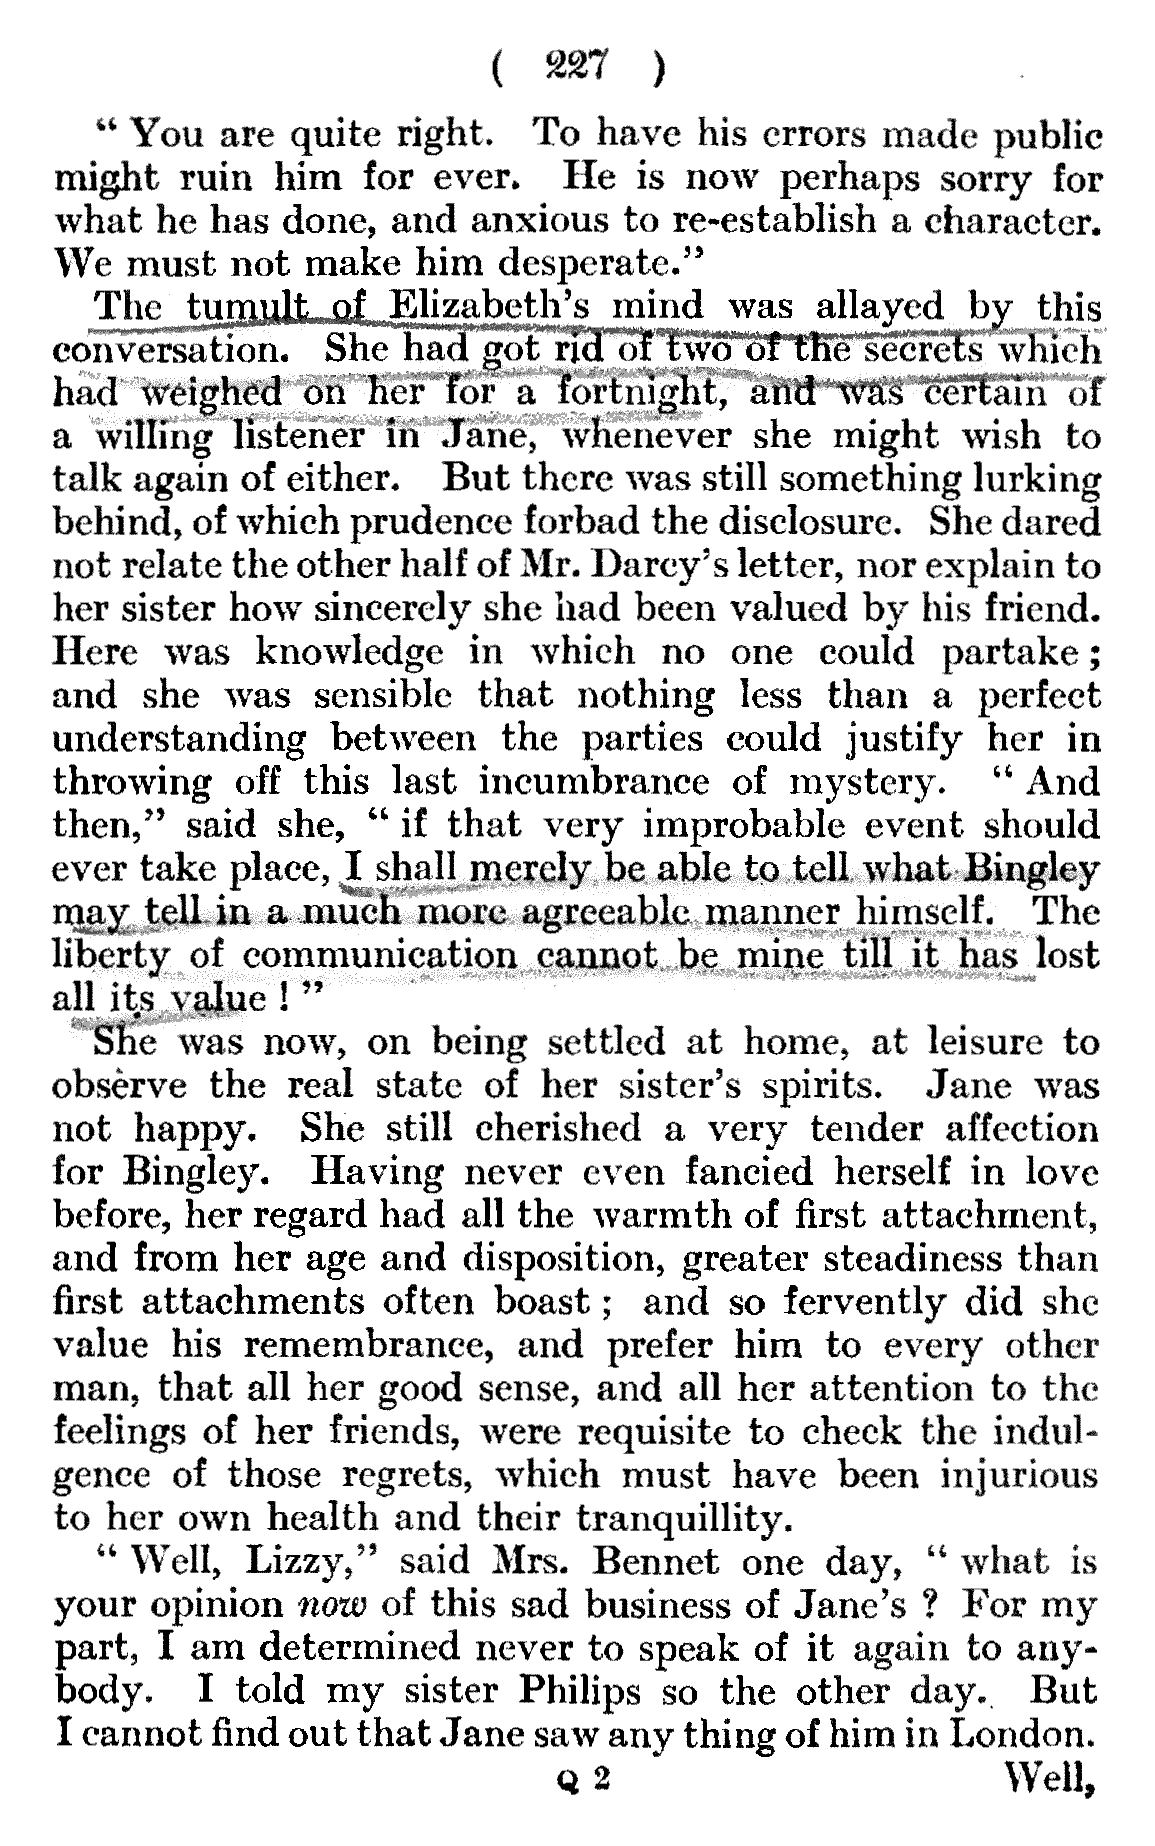 ( 227 )
“ You are quite right. To have his errors made public
might ruin him for ever. He is now perhaps sorry for
what he has done, and anxious to re-establish a character.
We must not make him desperate.”
The tumult of Elizabeth’s mind was allayed by this
conversation. She had got rid of two of the secrets which
had weighed on her for a fortnight, and was certain of
a willing listener in Jane, whenever she might wish to
talk again of either. But there was still something lurking
behind, of which prudence forbad the disclosure. She dared
not relate the other half of Mr. Darcy’s letter, nor explain to
her sister how sincerely she had been valued by his friend.
Here was knowledge in which no one could partake ;
and she was sensible that nothing less than a perfect
understanding between the parties could justify her in
throwing off this last incumbrance of mystery. “ And
then,” said she, “ if that very improbable event should
ever take place, I shall merely be able to tell what Bingley
may tell in a much more agreeable manner himself. The
liberty of communication cannot be mine till it has lost
all its value ! ”
She was now, on being settled at home, at leisure to
observe the real state of her sister’s spirits. Jane was
not happy. She still cherished a very tender affection
for Bingley. Having never even fancied herself in love
before, her regard had all the warmth of first attachment,
and from her age and disposition, greater steadiness than
first attachments often boast ; and so fervently did she
value his remembrance, and prefer him to every other
man, that all her good sense, and all her attention to the
feelings of her friends, were requisite to check the indul-
gence of those regrets, which must have been injurious
to her own health and their tranquillity.
“ Well, Lizzy,” said Mrs. Bennet one day, “ what is
your opinion now of this sad business of Jane’s ? For my
part, I am determined never to speak of it again to any-
body. I told my sister Philips so the other day. But
I cannot find out that Jane saw any thing of him in London.
Q 2 Well,